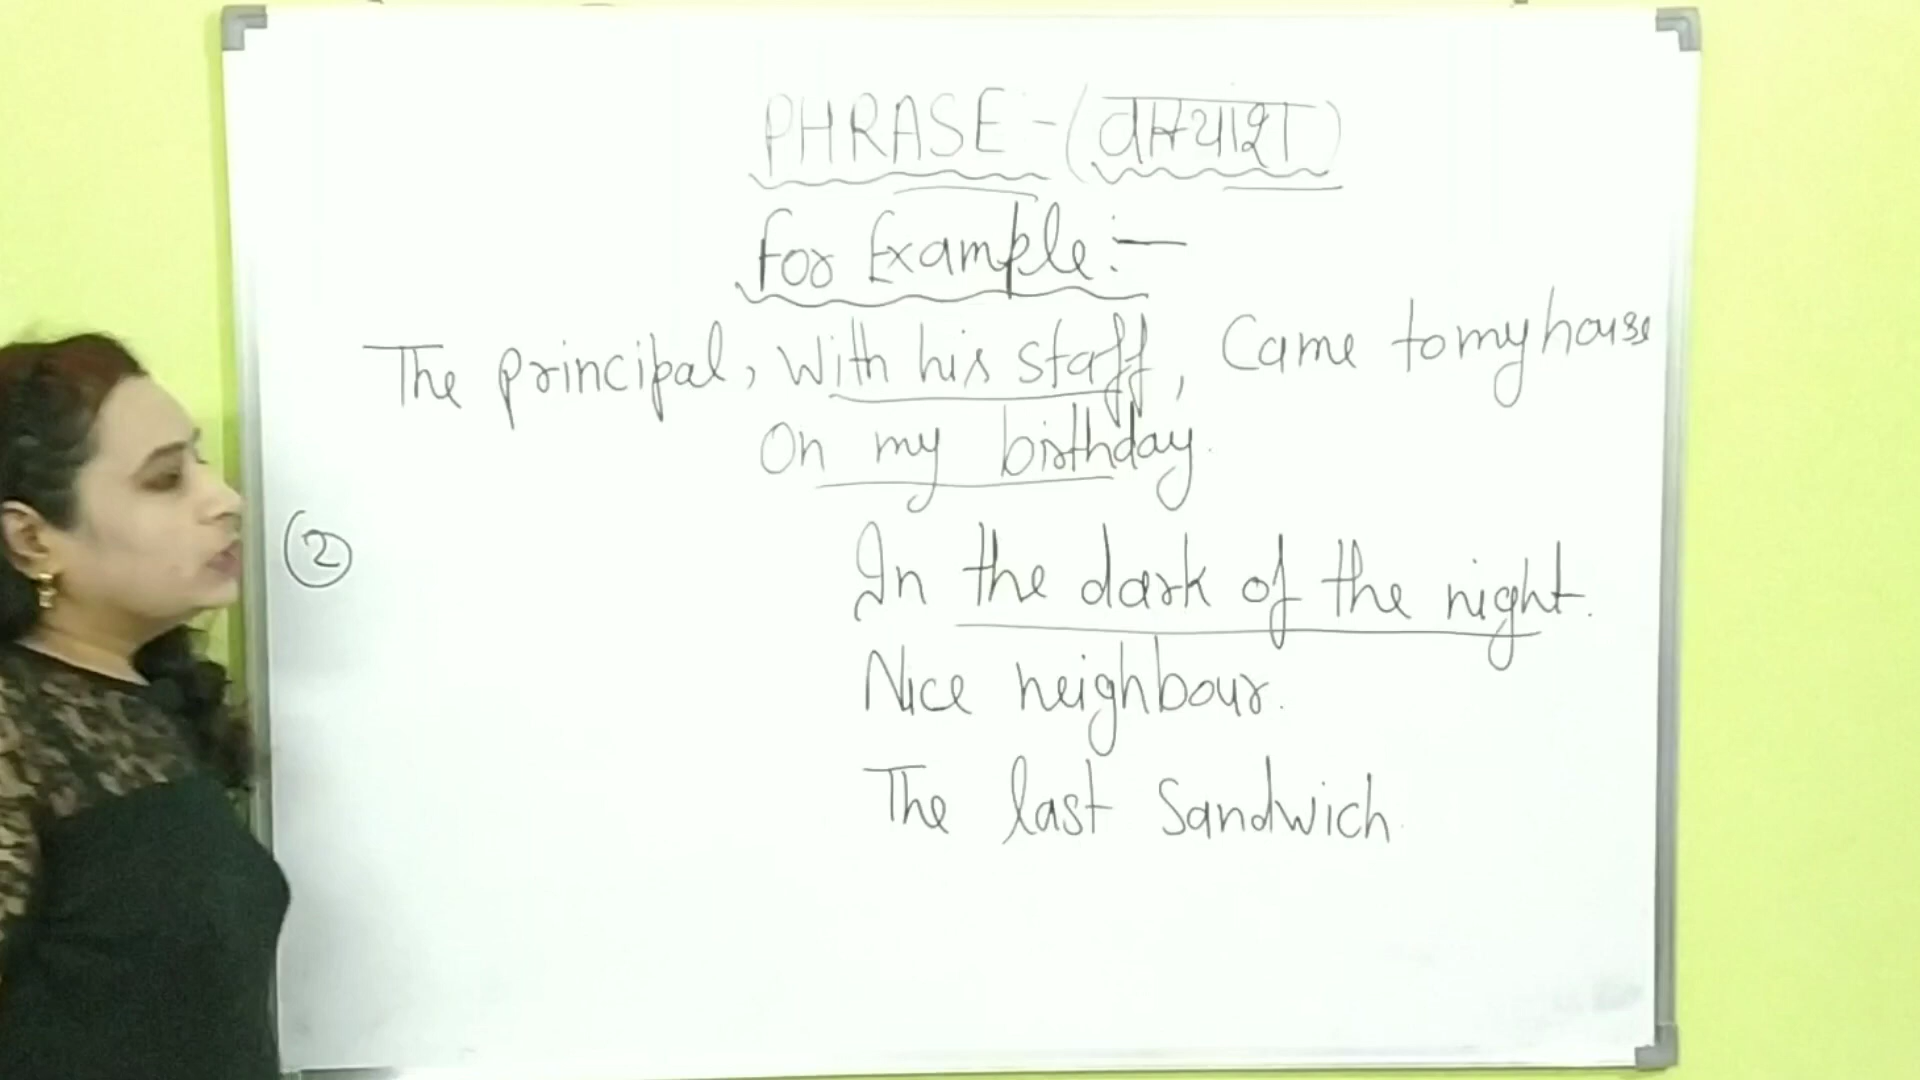 PHRASE - (वाक्यांश)
For Example :-
The principal, With his staff, Came to my house
On my birthday.
② In the dark of the night.
Nice neighbour.
The last Sandwich.